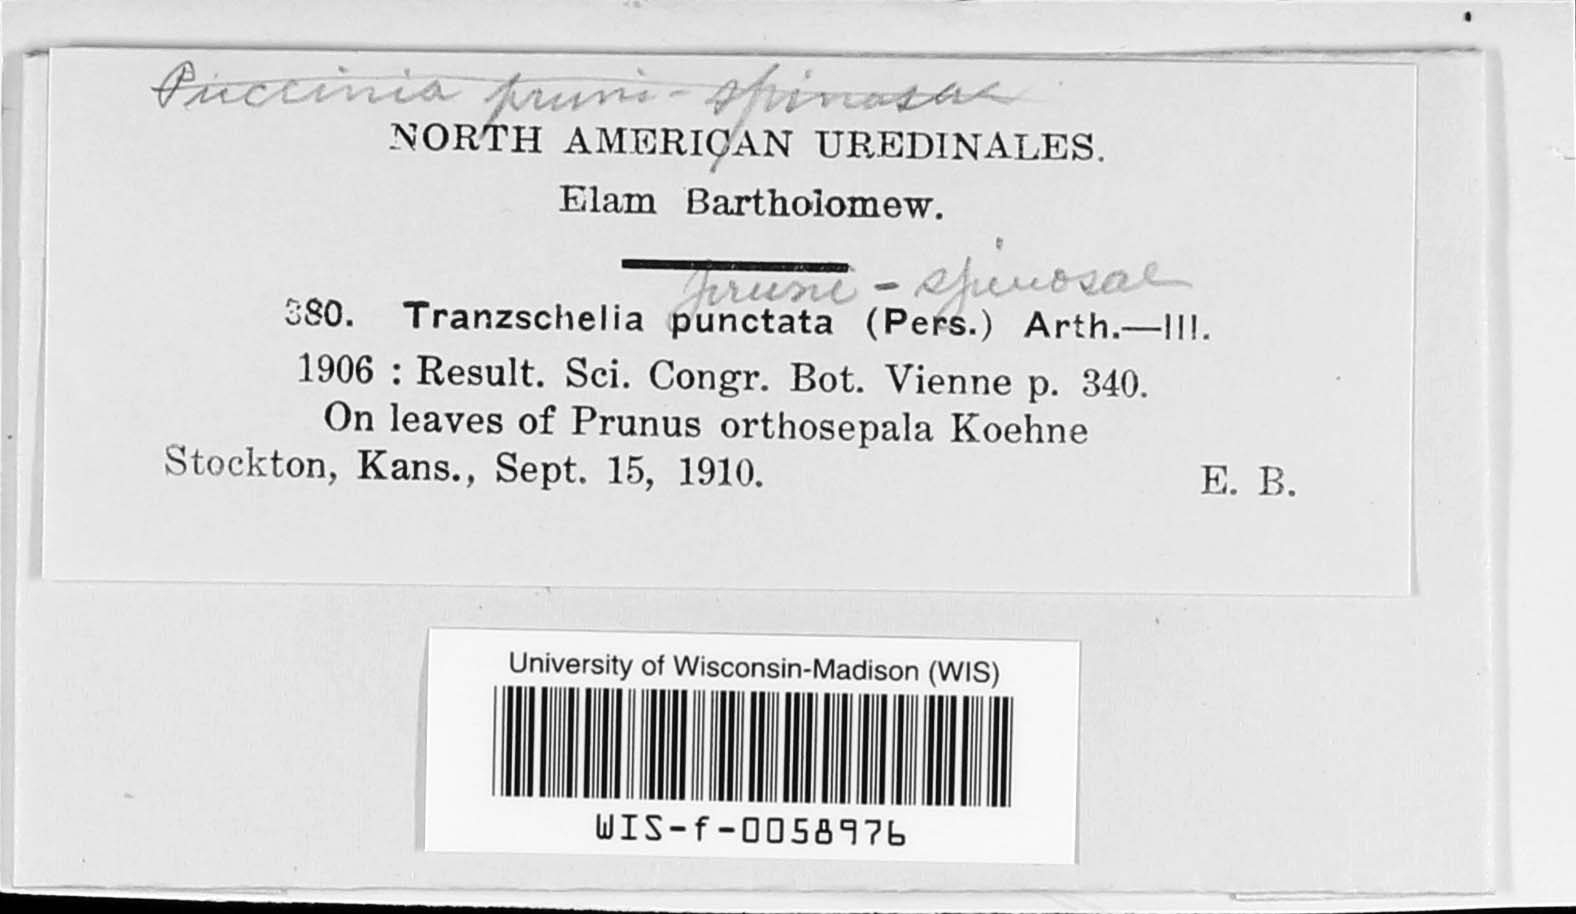 Puccinia pruni-spinosae
NORTH AMERICAN UREDINALES.
Elam Bartholomew.
pruni-spinosae
380. Tranzschelia punctata (Pers.) Arth.—III.
1906 : Result. Sci. Congr. Bot. Vienne p. 340.
On leaves of Prunus orthosepala Koehne
Stockton, Kans., Sept. 15, 1910. E. B.
University of Wisconsin-Madison (WIS)
WIS-f-0058976